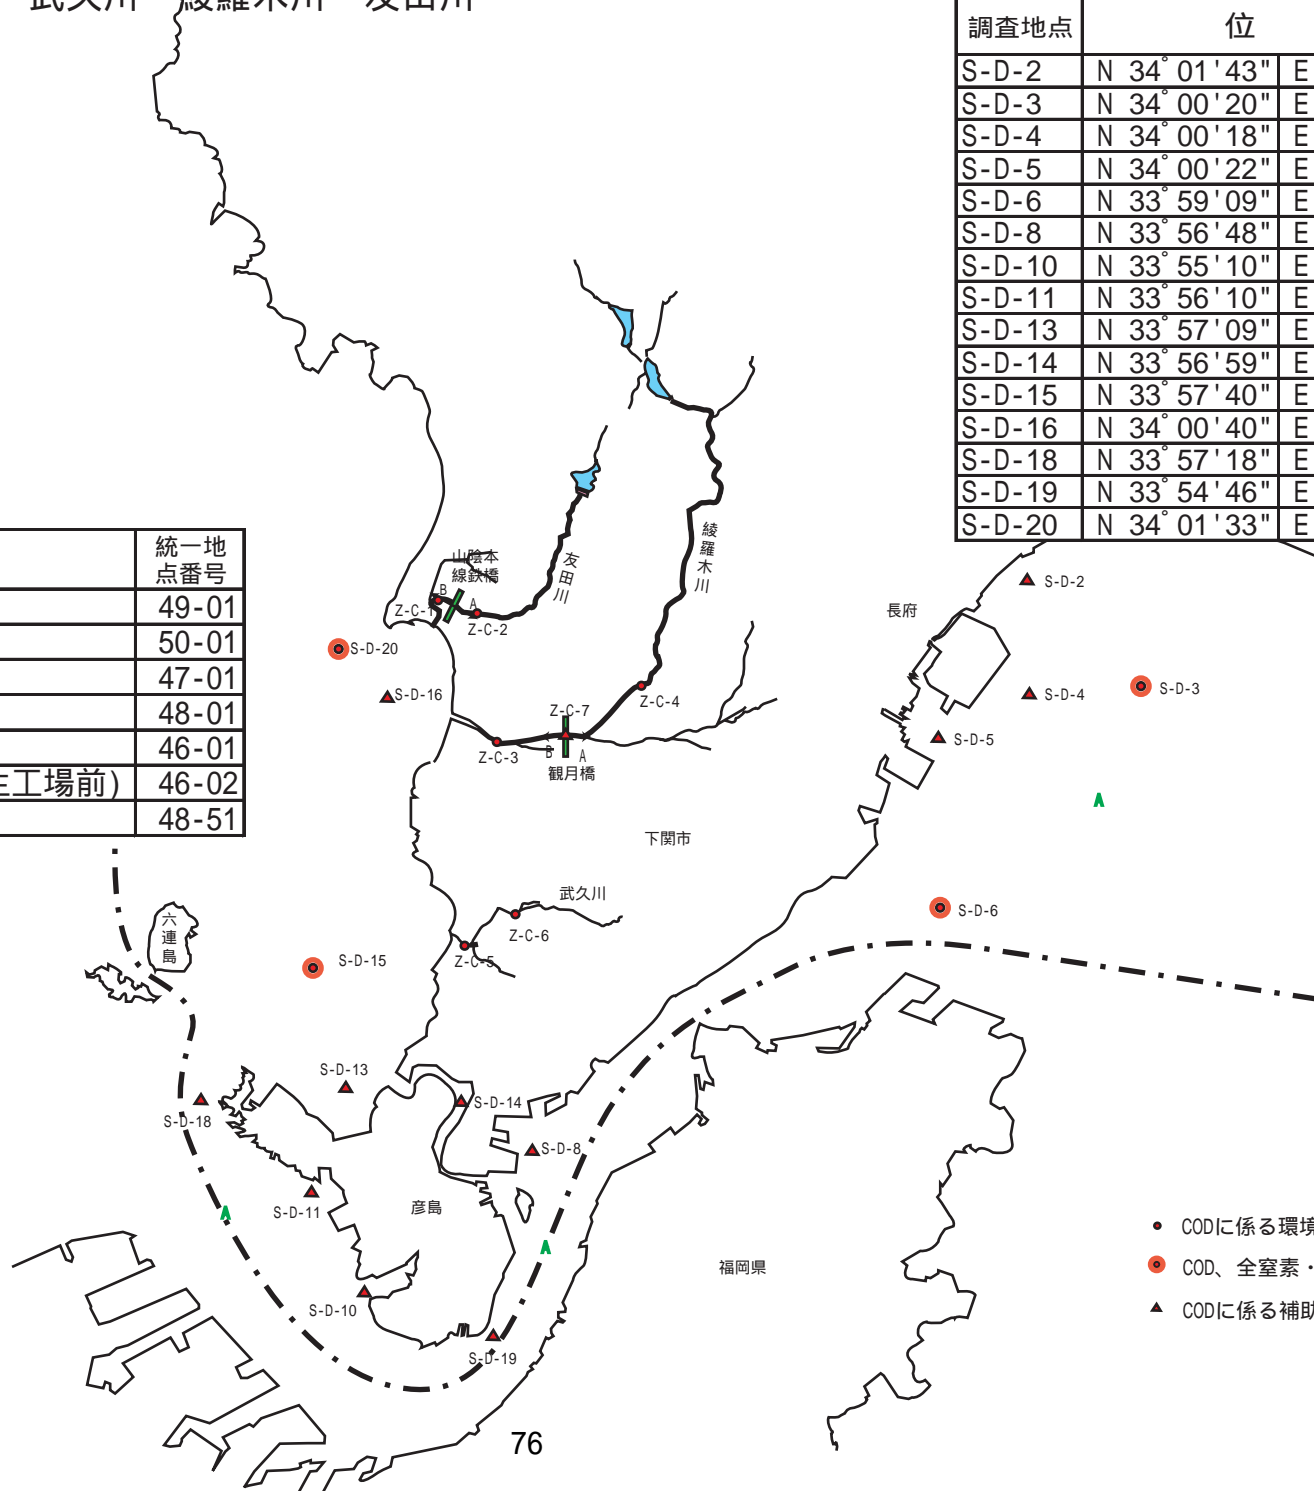 武久川　綾羅木川　友田川
調査地点 位
S-D-2 N 34ﾟ01'43" E
S-D-3 N 34ﾟ00'20" E
S-D-4 N 34ﾟ00'18" E
S-D-5 N 34ﾟ00'22" E
S-D-6 N 33ﾟ59'09" E
S-D-8 N 33ﾟ56'48" E
S-D-10 N 33ﾟ55'10" E
S-D-11 N 33ﾟ56'10" E
S-D-13 N 33ﾟ57'09" E
S-D-14 N 33ﾟ56'59" E
S-D-15 N 33ﾟ57'40" E
S-D-16 N 34ﾟ00'40" E
S-D-18 N 33ﾟ57'18" E
S-D-19 N 33ﾟ54'46" E
S-D-20 N 34ﾟ01'33" E
統一地
点番号
49-01
50-01
47-01
48-01
46-01
生工場前) 46-02
48-51
山陰本
線鉄橋
友田川
綾羅木川
B
A
Z-C-1
Z-C-2
S-D-20
S-D-16
Z-C-4
Z-C-7
Z-C-3
B
A
観月橋
長府
S-D-2
S-D-4
S-D-3
S-D-5
A
下関市
武久川
Z-C-6
Z-C-5
S-D-6
六連島
S-D-15
S-D-13
S-D-14
S-D-18
S-D-8
S-D-11
彦島
A
A
福岡県
S-D-10
S-D-19
CODに係る環境
COD、全窒素・
CODに係る補助
76